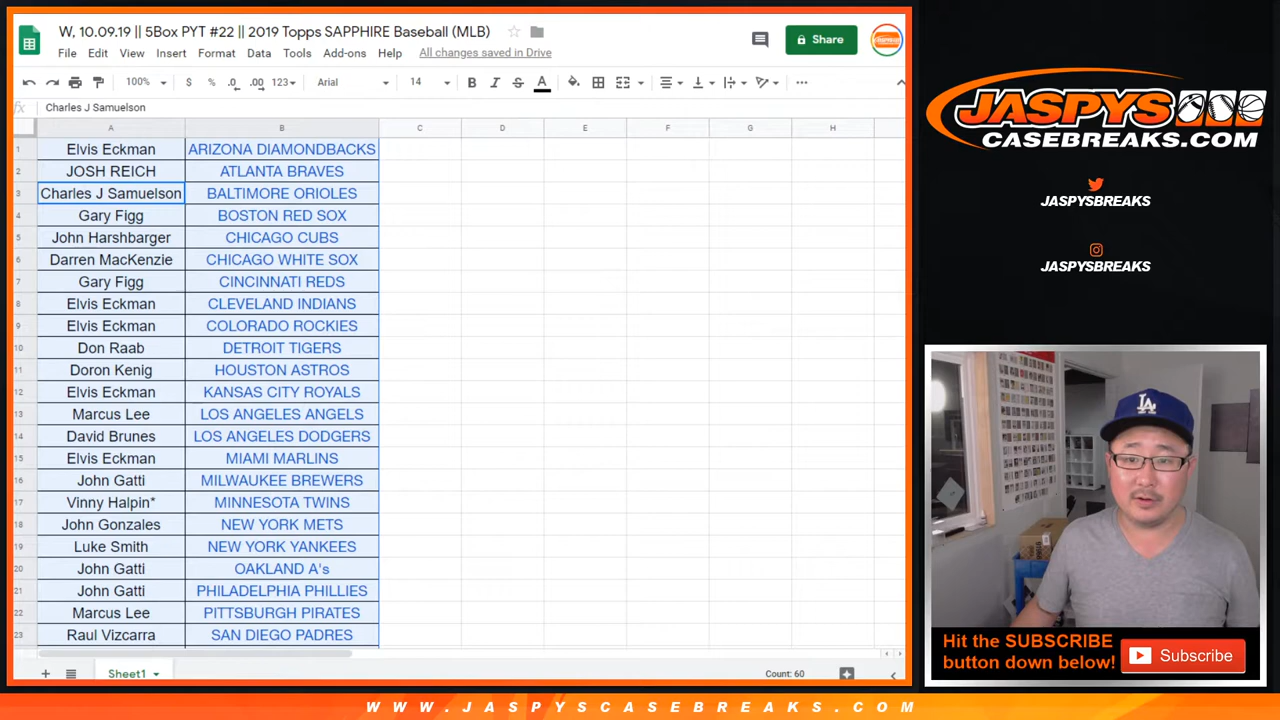 W, 10.09.19 || 5Box PYT #22 || 2019 Topps SAPPHIRE Baseball (MLB)
File Edit View Insert Format Data Tools Add-ons Help All changes saved in Drive
Share
100% $ % .0 .00 123 Arial 14 B I S A
fx Charles J Samuelson
A B C D E F G H
1 Elvis Eckman ARIZONA DIAMONDBACKS
2 JOSH REICH ATLANTA BRAVES
3 Charles J Samuelson BALTIMORE ORIOLES
4 Gary Figg BOSTON RED SOX
5 John Harshbarger CHICAGO CUBS
6 Darren MacKenzie CHICAGO WHITE SOX
7 Gary Figg CINCINNATI REDS
8 Elvis Eckman CLEVELAND INDIANS
9 Elvis Eckman COLORADO ROCKIES
10 Don Raab DETROIT TIGERS
11 Doron Kenig HOUSTON ASTROS
12 Elvis Eckman KANSAS CITY ROYALS
13 Marcus Lee LOS ANGELES ANGELS
14 David Brunes LOS ANGELES DODGERS
15 Elvis Eckman MIAMI MARLINS
16 John Gatti MILWAUKEE BREWERS
17 Vinny Halpin* MINNESOTA TWINS
18 John Gonzales NEW YORK METS
19 Luke Smith NEW YORK YANKEES
20 John Gatti OAKLAND A's
21 John Gatti PHILADELPHIA PHILLIES
22 Marcus Lee PITTSBURGH PIRATES
23 Raul Vizcarra SAN DIEGO PADRES
Sheet1
Count: 60
JASPYS
CASEBREAKS.COM
JASPYSBREAKS
JASPYSBREAKS
LA
Hit the SUBSCRIBE
button down below!
Subscribe
WWW.JASPYSCASEBREAKS.COM